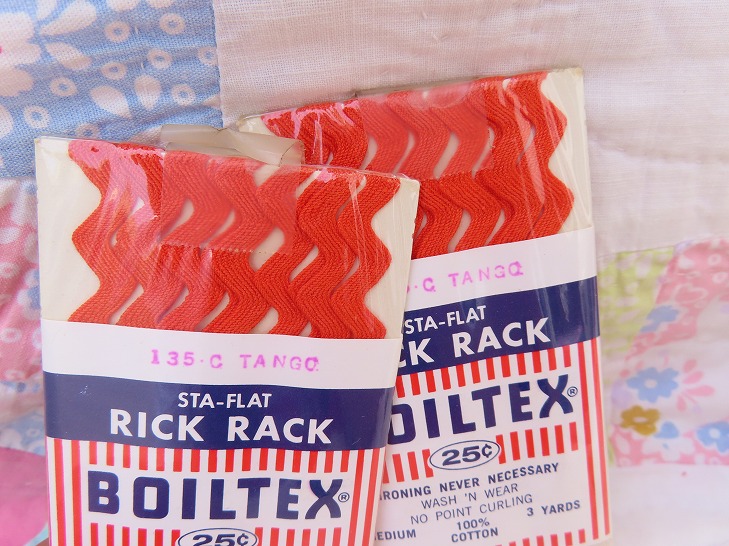 135-C TANGO
STA-FLAT
RICK RACK
BOILTEX®
25¢
-C TANGO
STA-FLAT
CK RACK
OILTEX®
25¢
IRONING NEVER NECESSARY
WASH 'N WEAR
NO POINT CURLING
EDIUM 100% COTTON 3 YARDS